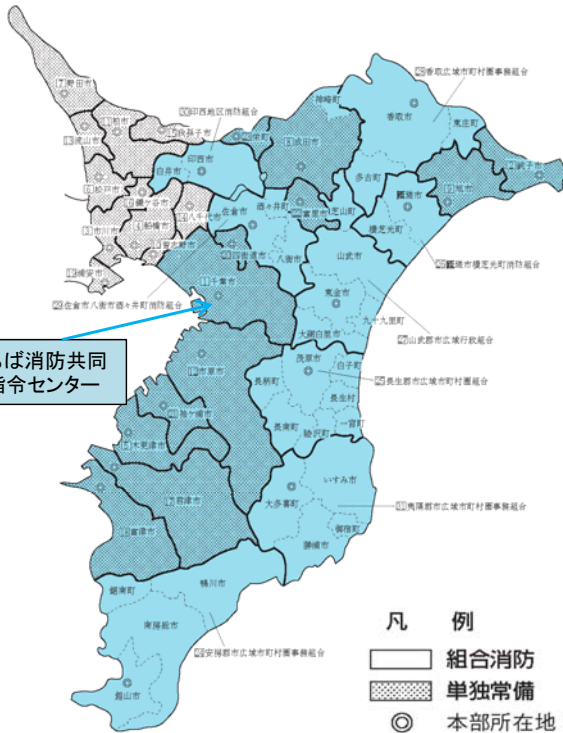 野田市
柏市
我孫子市
流山市
松戸市
鎌ケ谷市
市川市
船橋市
八千代市
習志野市
浦安市
印西地区消防組合
印西市
白井市
栄町
成田市
神崎町
香取広域市町村圏事務組合
香取市
東庄町
多古町
銚子市
旭市
匝瑳市
横芝光町
匝瑳市横芝光町消防組合
佐倉市
酒々井町
八街市
富里市
芝山町
四街道市
千葉市
佐倉市八街市酒々井町消防組合
山武市
東金市
九十九里町
大網白里市
山武郡市広域行政組合
ば消防共同
指令センター
市原市
袖ケ浦市
木更津市
君津市
富津市
茂原市
白子町
長柄町
長生村
長南町
一宮町
睦沢町
長生郡市広域市町村圏組合
いすみ市
大多喜町
御宿町
勝浦市
夷隅郡市広域市町村圏事務組合
鋸南町
鴨川市
南房総市
館山市
安房郡市広域市町村圏事務組合
凡 例
組合消防
単独常備
本部所在地